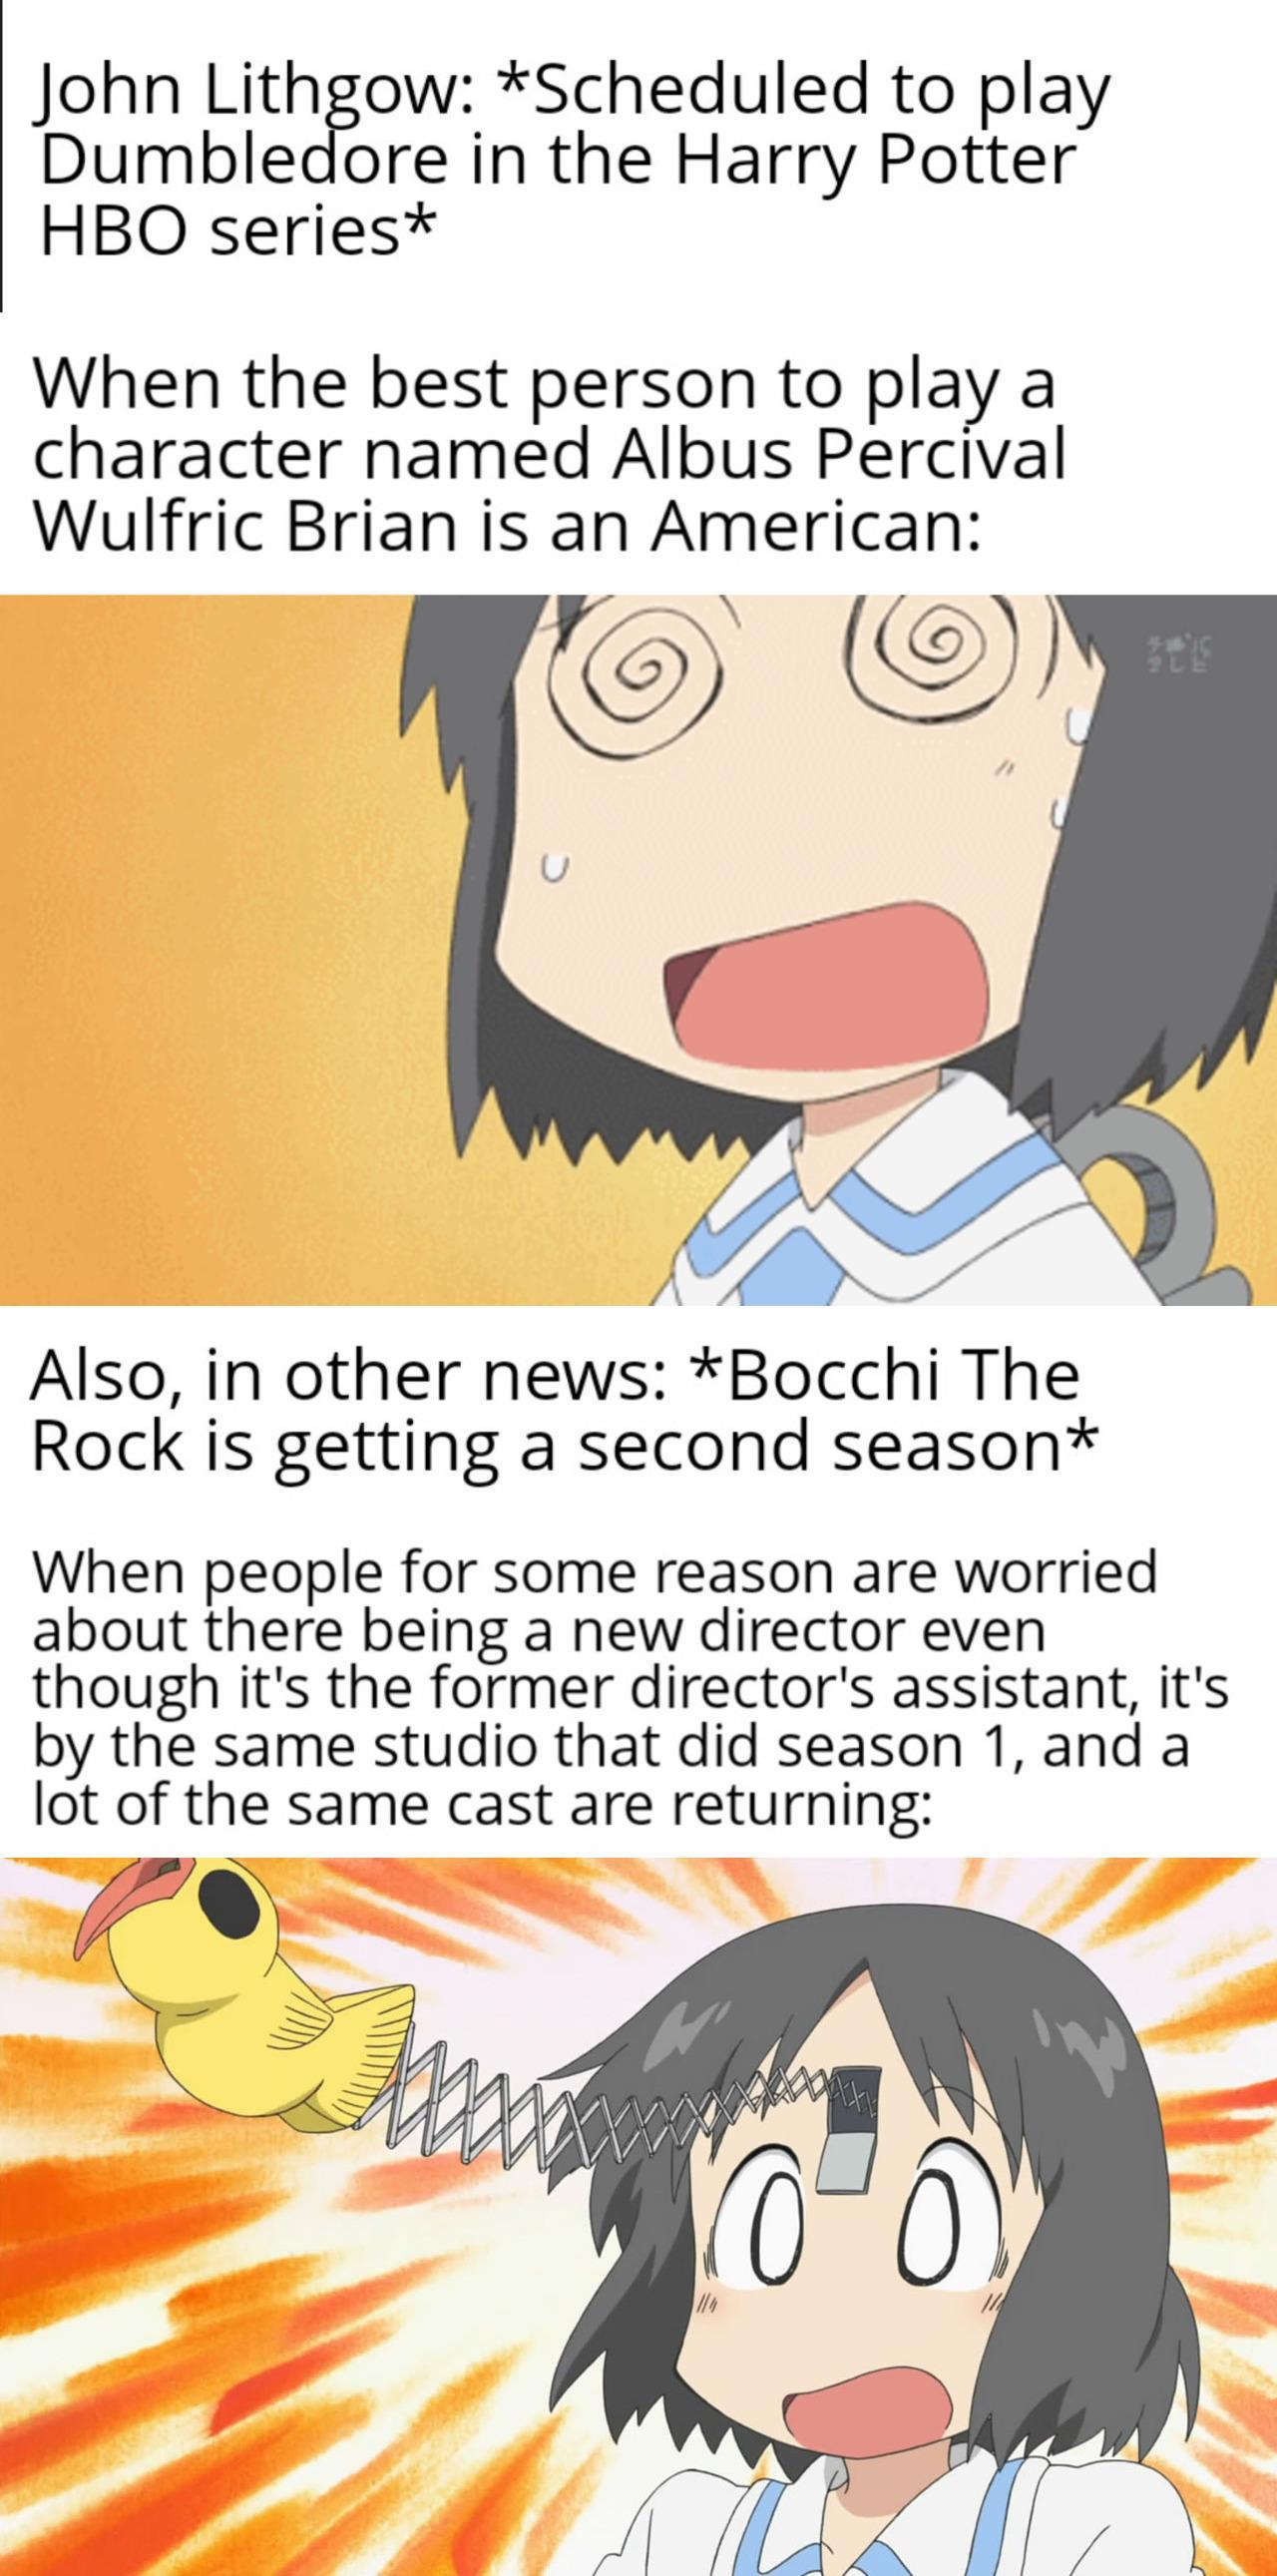 John Lithgow: *Scheduled to play
Dumbledore in the Harry Potter
HBO series*
When the best person to play a
character named Albus Percival
Wulfric Brian is an American:
テレビ
Also, in other news: *Bocchi The
Rock is getting a second season*
When people for some reason are worried
about there being a new director even
though it's the former director's assistant, it's
by the same studio that did season 1, and a
lot of the same cast are returning: